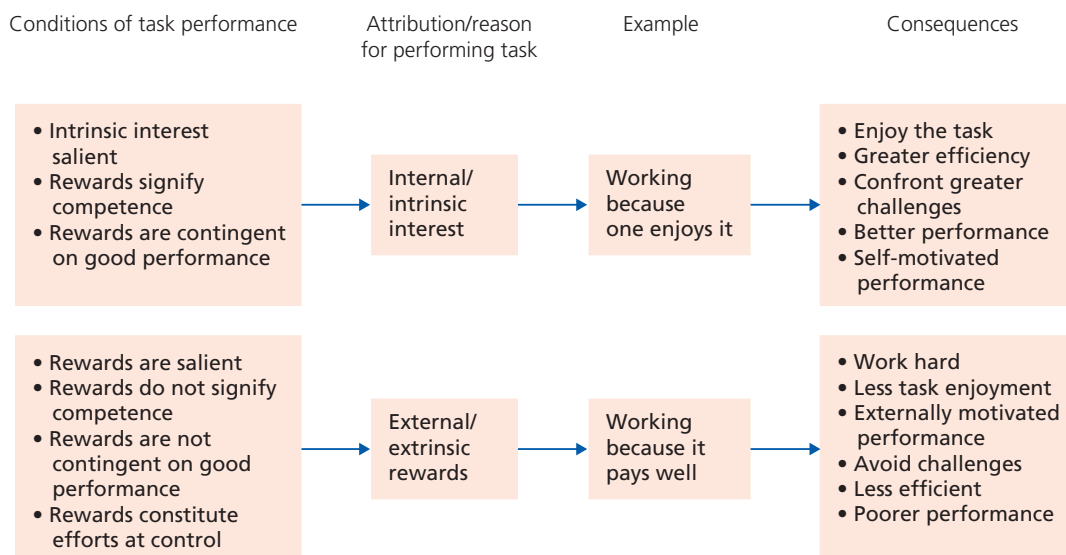 Conditions of task performance
Attribution/reason
for performing task
Example
Consequences
• Intrinsic interest
salient
• Rewards signify
competence
• Rewards are contingent
on good performance
Internal/
intrinsic
interest
Working
because
one enjoys it
• Enjoy the task
• Greater efficiency
• Confront greater
challenges
• Better performance
• Self-motivated
performance
• Rewards are salient
• Rewards do not signify
competence
• Rewards are not
contingent on good
performance
• Rewards constitute
efforts at control
External/
extrinsic
rewards
Working
because it
pays well
• Work hard
• Less task enjoyment
• Externally motivated
performance
• Avoid challenges
• Less efficient
• Poorer performance